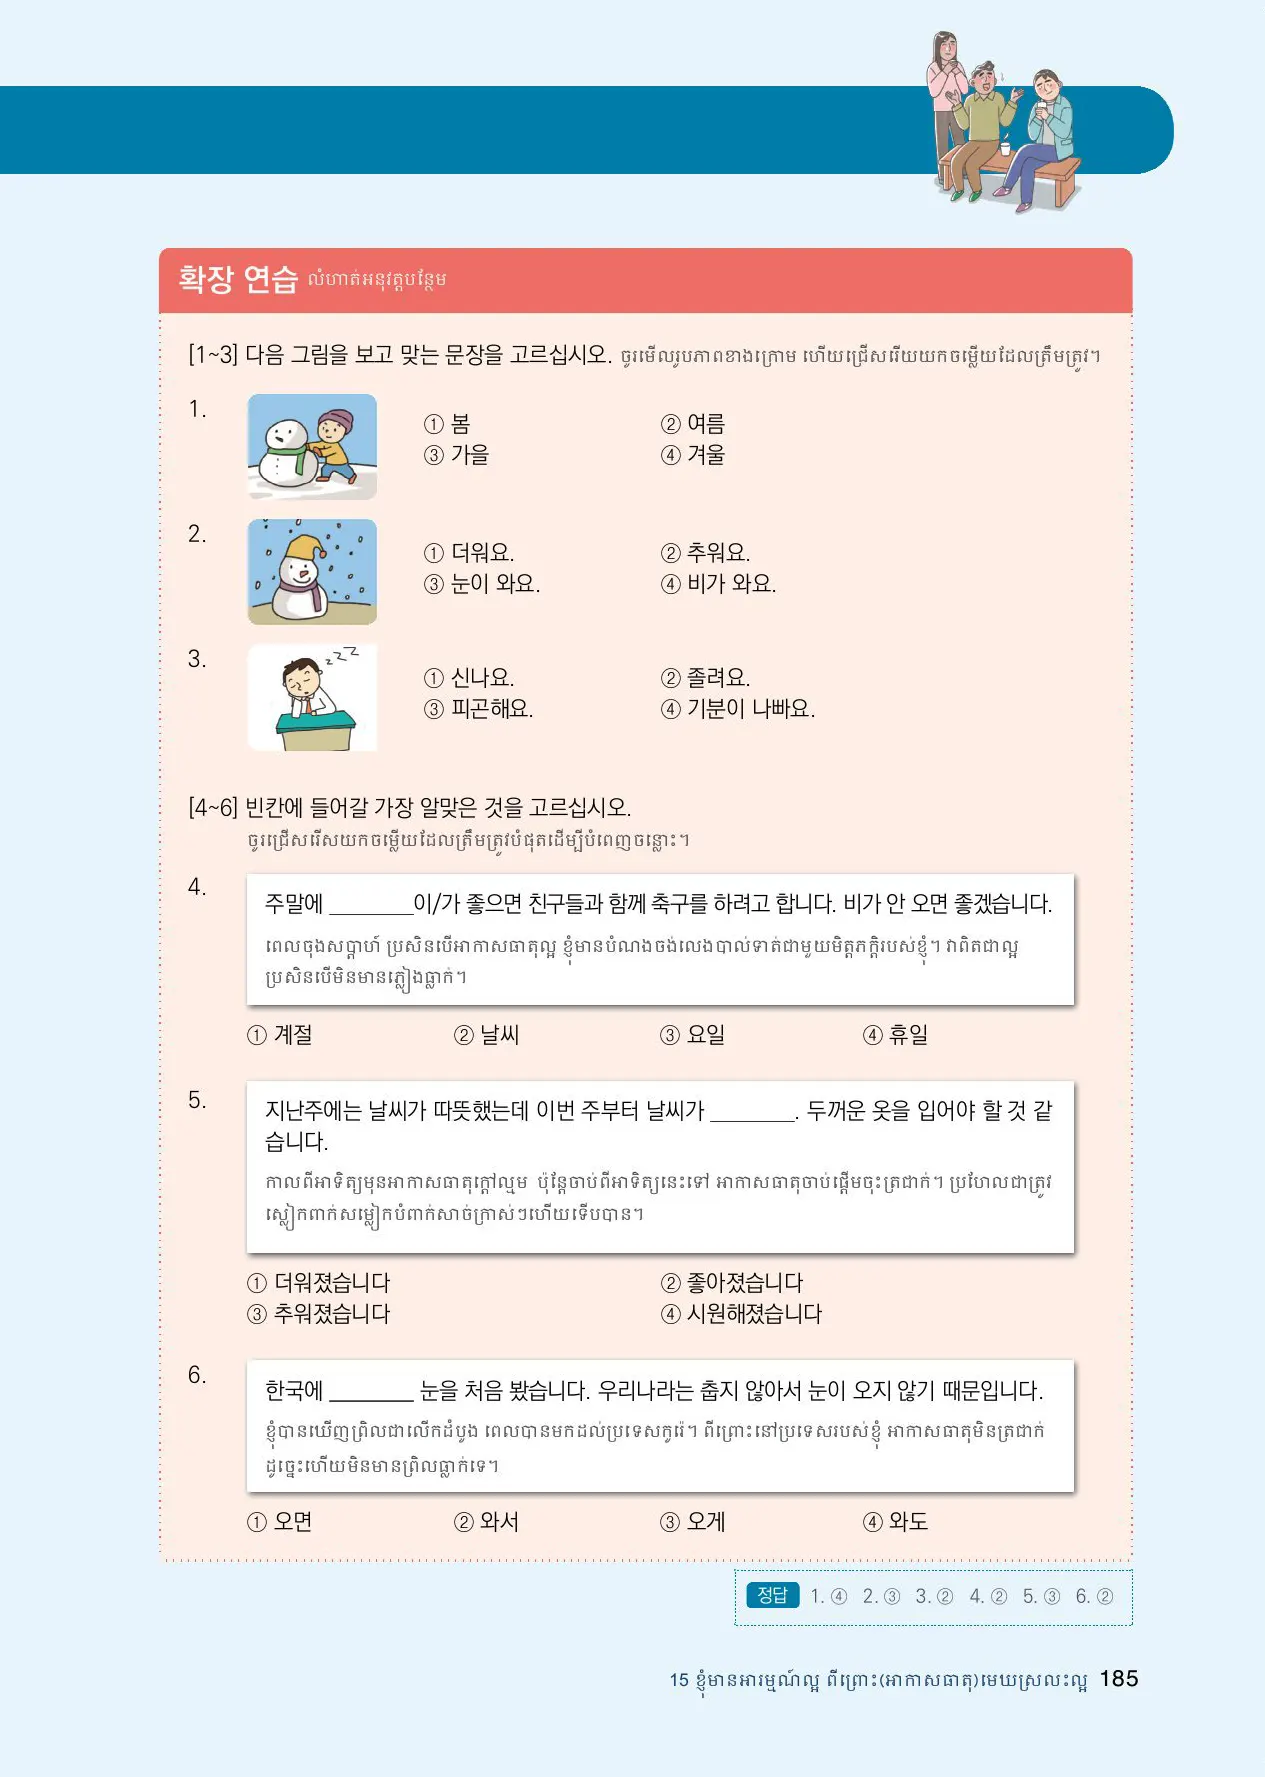 확장 연습 លំហាត់អនុវត្តបន្ថែម
[1~3] 다음 그림을 보고 맞는 문장을 고르십시오. ចូរមើលរូបភាពខាងក្រោម ហើយជ្រើសរើយយកចម្លើយដែលត្រឹមត្រូវ។
1.
① 봄 ② 여름
③ 가을 ④ 겨울
2.
① 더워요. ② 추워요.
③ 눈이 와요. ④ 비가 와요.
3.
zzz
① 신나요. ② 졸려요.
③ 피곤해요. ④ 기분이 나빠요.
[4~6] 빈칸에 들어갈 가장 알맞은 것을 고르십시오.
ចូរជ្រើសរើសយកចម្លើយដែលត្រឹមត្រូវបំផុតដើម្បីបំពេញចន្លោះ។
4.
주말에 ________이/가 좋으면 친구들과 함께 축구를 하려고 합니다. 비가 안 오면 좋겠습니다.
ពេលចុងសប្តាហ៍ ប្រសិនបើអាកាសធាតុល្អ ខ្ញុំមានបំណងចង់លេងបាល់ទាត់ជាមួយមិត្តភក្តិរបស់ខ្ញុំ។ វាពិតជាល្អ
ប្រសិនបើមិនមានភ្លៀងធ្លាក់។
① 계절 ② 날씨 ③ 요일 ④ 휴일
5.
지난주에는 날씨가 따뜻했는데 이번 주부터 날씨가 ________. 두꺼운 옷을 입어야 할 것 같
습니다.
កាលពីអាទិត្យមុនអាកាសធាតុក្តៅល្មម ប៉ុន្តែចាប់ពីអាទិត្យនេះទៅ អាកាសធាតុចាប់ផ្តើមចុះត្រជាក់។ ប្រហែលជាត្រូវ
ស្លៀកពាក់សម្លៀកបំពាក់សាច់ក្រាស់ៗហើយទើបបាន។
① 더워졌습니다 ② 좋아졌습니다
③ 추워졌습니다 ④ 시원해졌습니다
6.
한국에 ________ 눈을 처음 봤습니다. 우리나라는 춥지 않아서 눈이 오지 않기 때문입니다.
ខ្ញុំបានឃើញព្រិលជាលើកដំបូង ពេលបានមកដល់ប្រទេសកូរ៉េ។ ពីព្រោះនៅប្រទេសរបស់ខ្ញុំ អាកាសធាតុមិនត្រជាក់
ដូច្នេះហើយមិនមានព្រិលធ្លាក់ទេ។
① 오면 ② 와서 ③ 오게 ④ 와도
정답 1. ④ 2. ③ 3. ② 4. ② 5. ③ 6. ②
15 ខ្ញុំមានអារម្មណ៍ល្អ ពីព្រោះ(អាកាសធាតុ)មេឃស្រលះល្អ 185